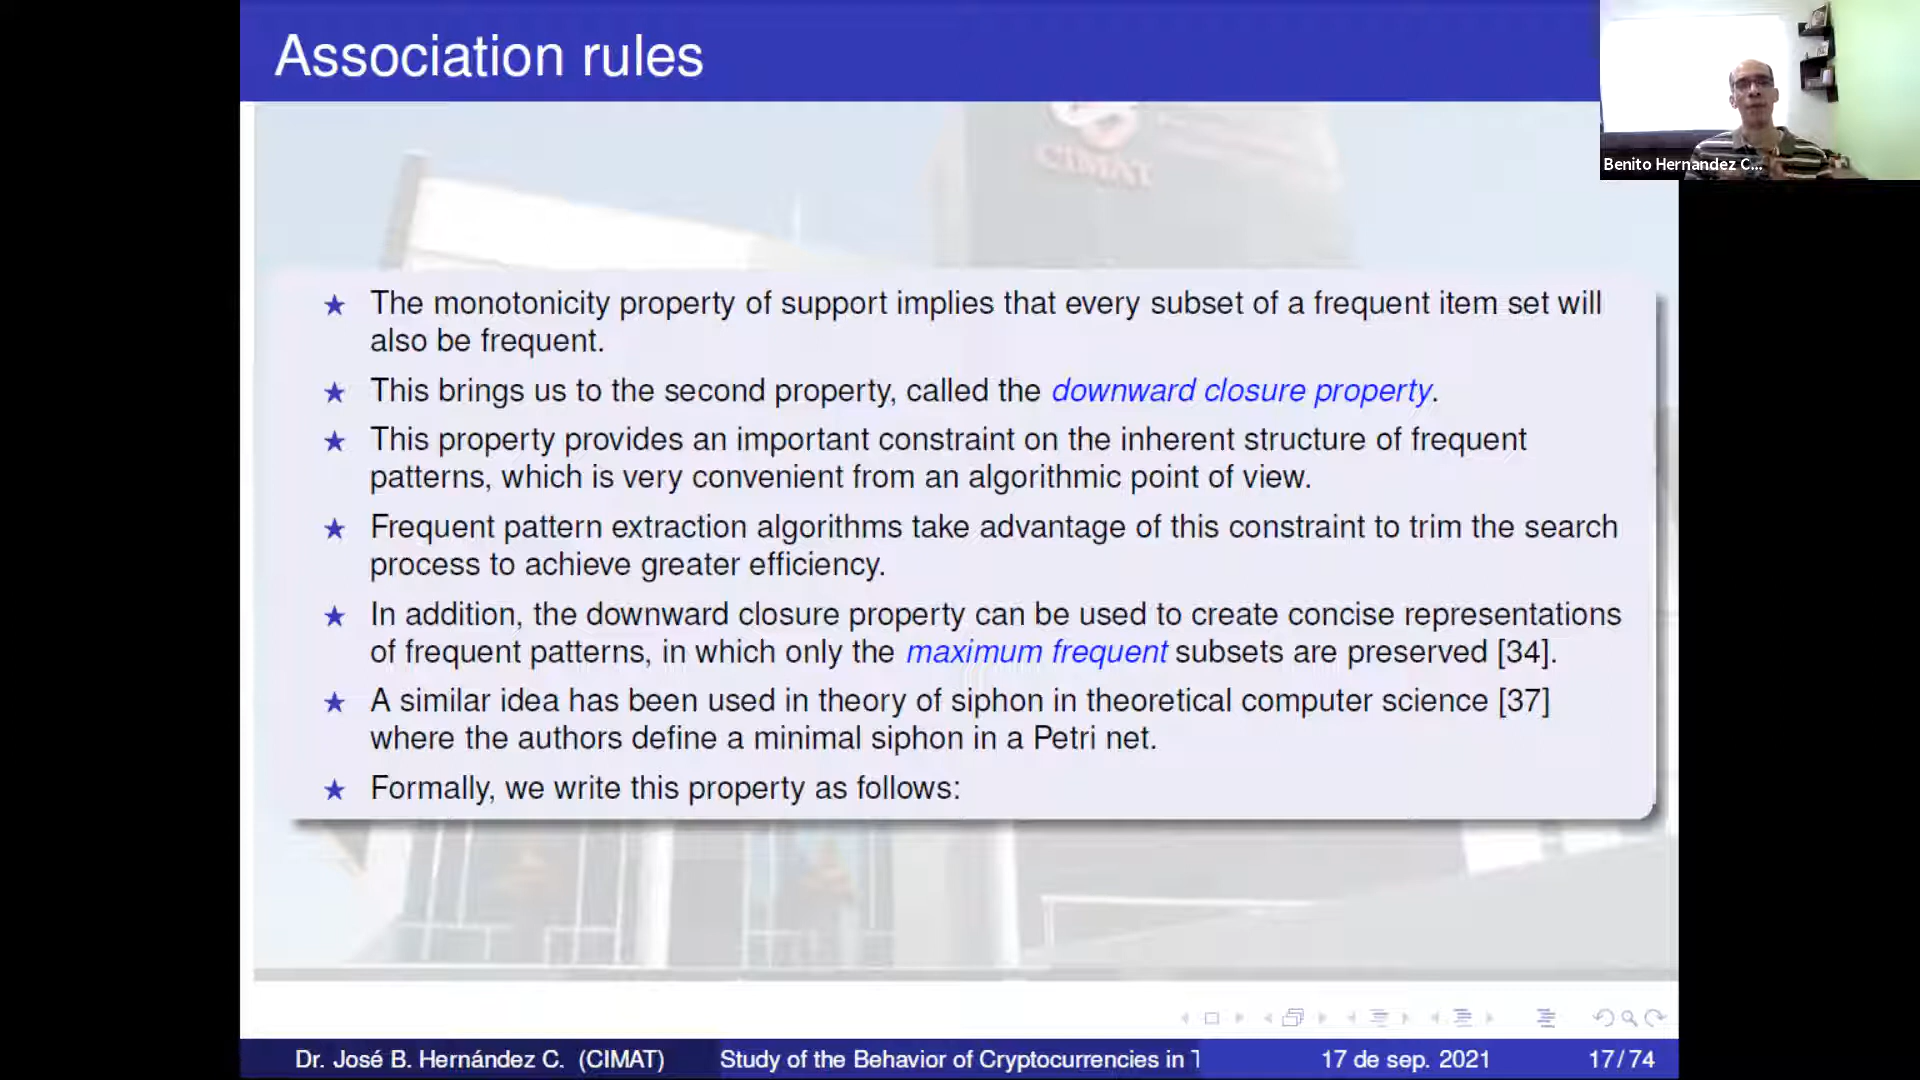 Association rules
Benito Hernandez C...
CIMAT
★ The monotonicity property of support implies that every subset of a frequent item set will
also be frequent.
★ This brings us to the second property, called the downward closure property.
★ This property provides an important constraint on the inherent structure of frequent
patterns, which is very convenient from an algorithmic point of view.
★ Frequent pattern extraction algorithms take advantage of this constraint to trim the search
process to achieve greater efficiency.
★ In addition, the downward closure property can be used to create concise representations
of frequent patterns, in which only the maximum frequent subsets are preserved [34].
★ A similar idea has been used in theory of siphon in theoretical computer science [37]
where the authors define a minimal siphon in a Petri net.
★ Formally, we write this property as follows:
Dr. José B. Hernández C. (CIMAT) Study of the Behavior of Cryptocurrencies in T 17 de sep. 2021 17/74